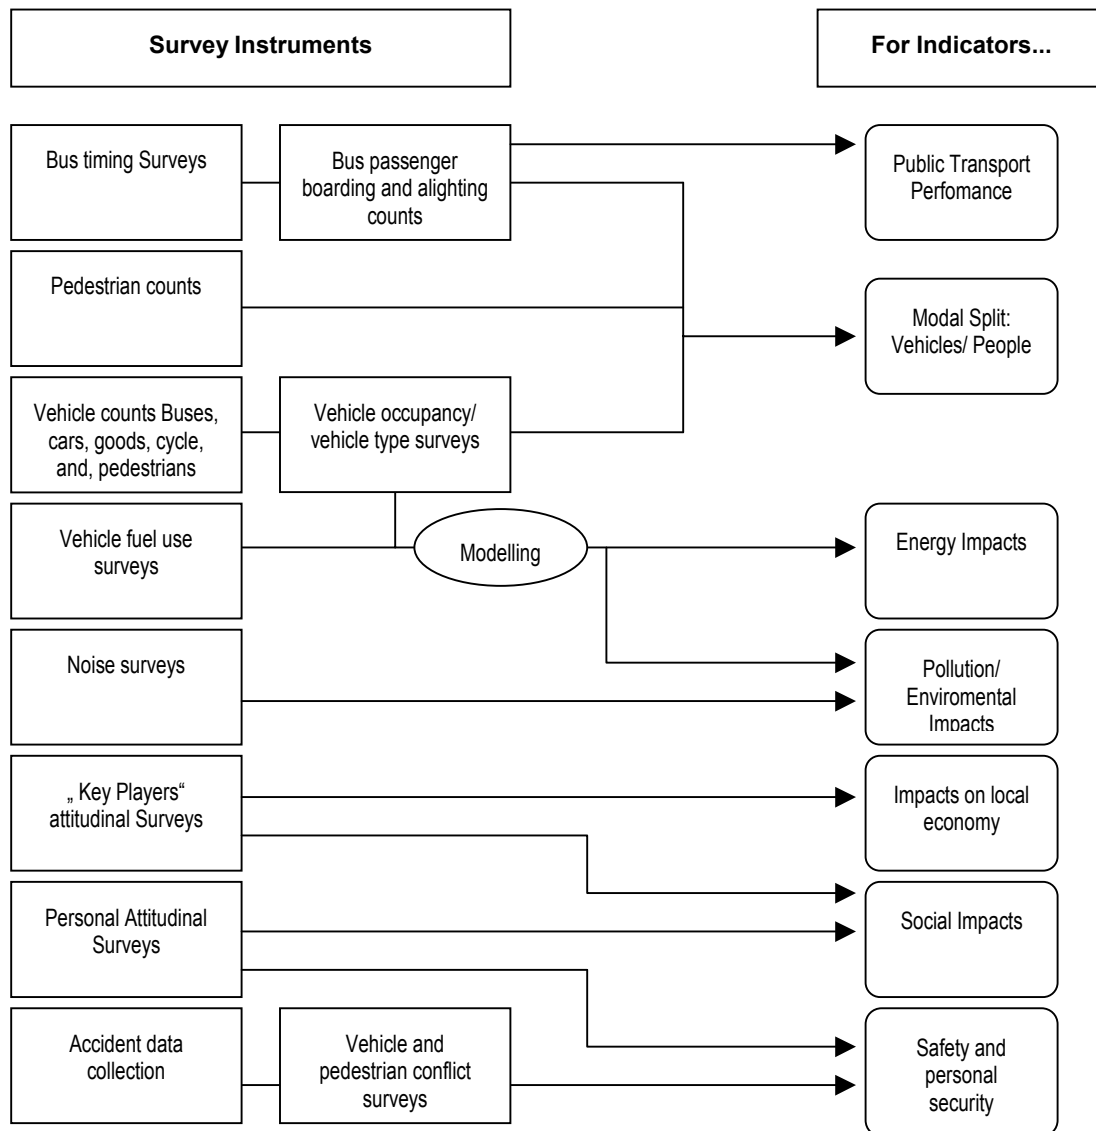 Survey Instruments
For Indicators...
Bus timing Surveys
Bus passenger
boarding and alighting
counts
Public Transport
Perfomance
Pedestrian counts
Modal Split:
Vehicles/ People
Vehicle counts Buses,
cars, goods, cycle,
and, pedestrians
Vehicle occupancy/
vehicle type surveys
Vehicle fuel use
surveys
Modelling
Energy Impacts
Noise surveys
Pollution/
Enviromental
Impacts
„ Key Players“
attitudinal Surveys
Impacts on local
economy
Personal Attitudinal
Surveys
Social Impacts
Accident data
collection
Vehicle and
pedestrian conflict
surveys
Safety and
personal
security